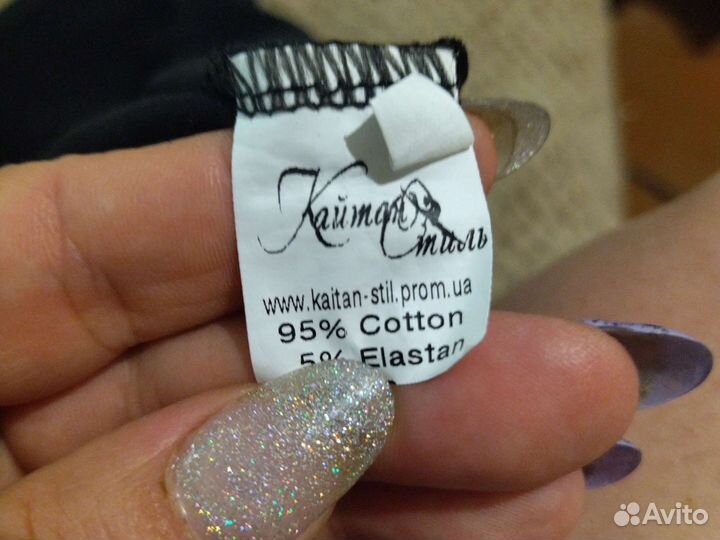 Кайтан Стиль
www.kaitan-stil.prom.ua
95% Cotton
5% Elastan
Avito